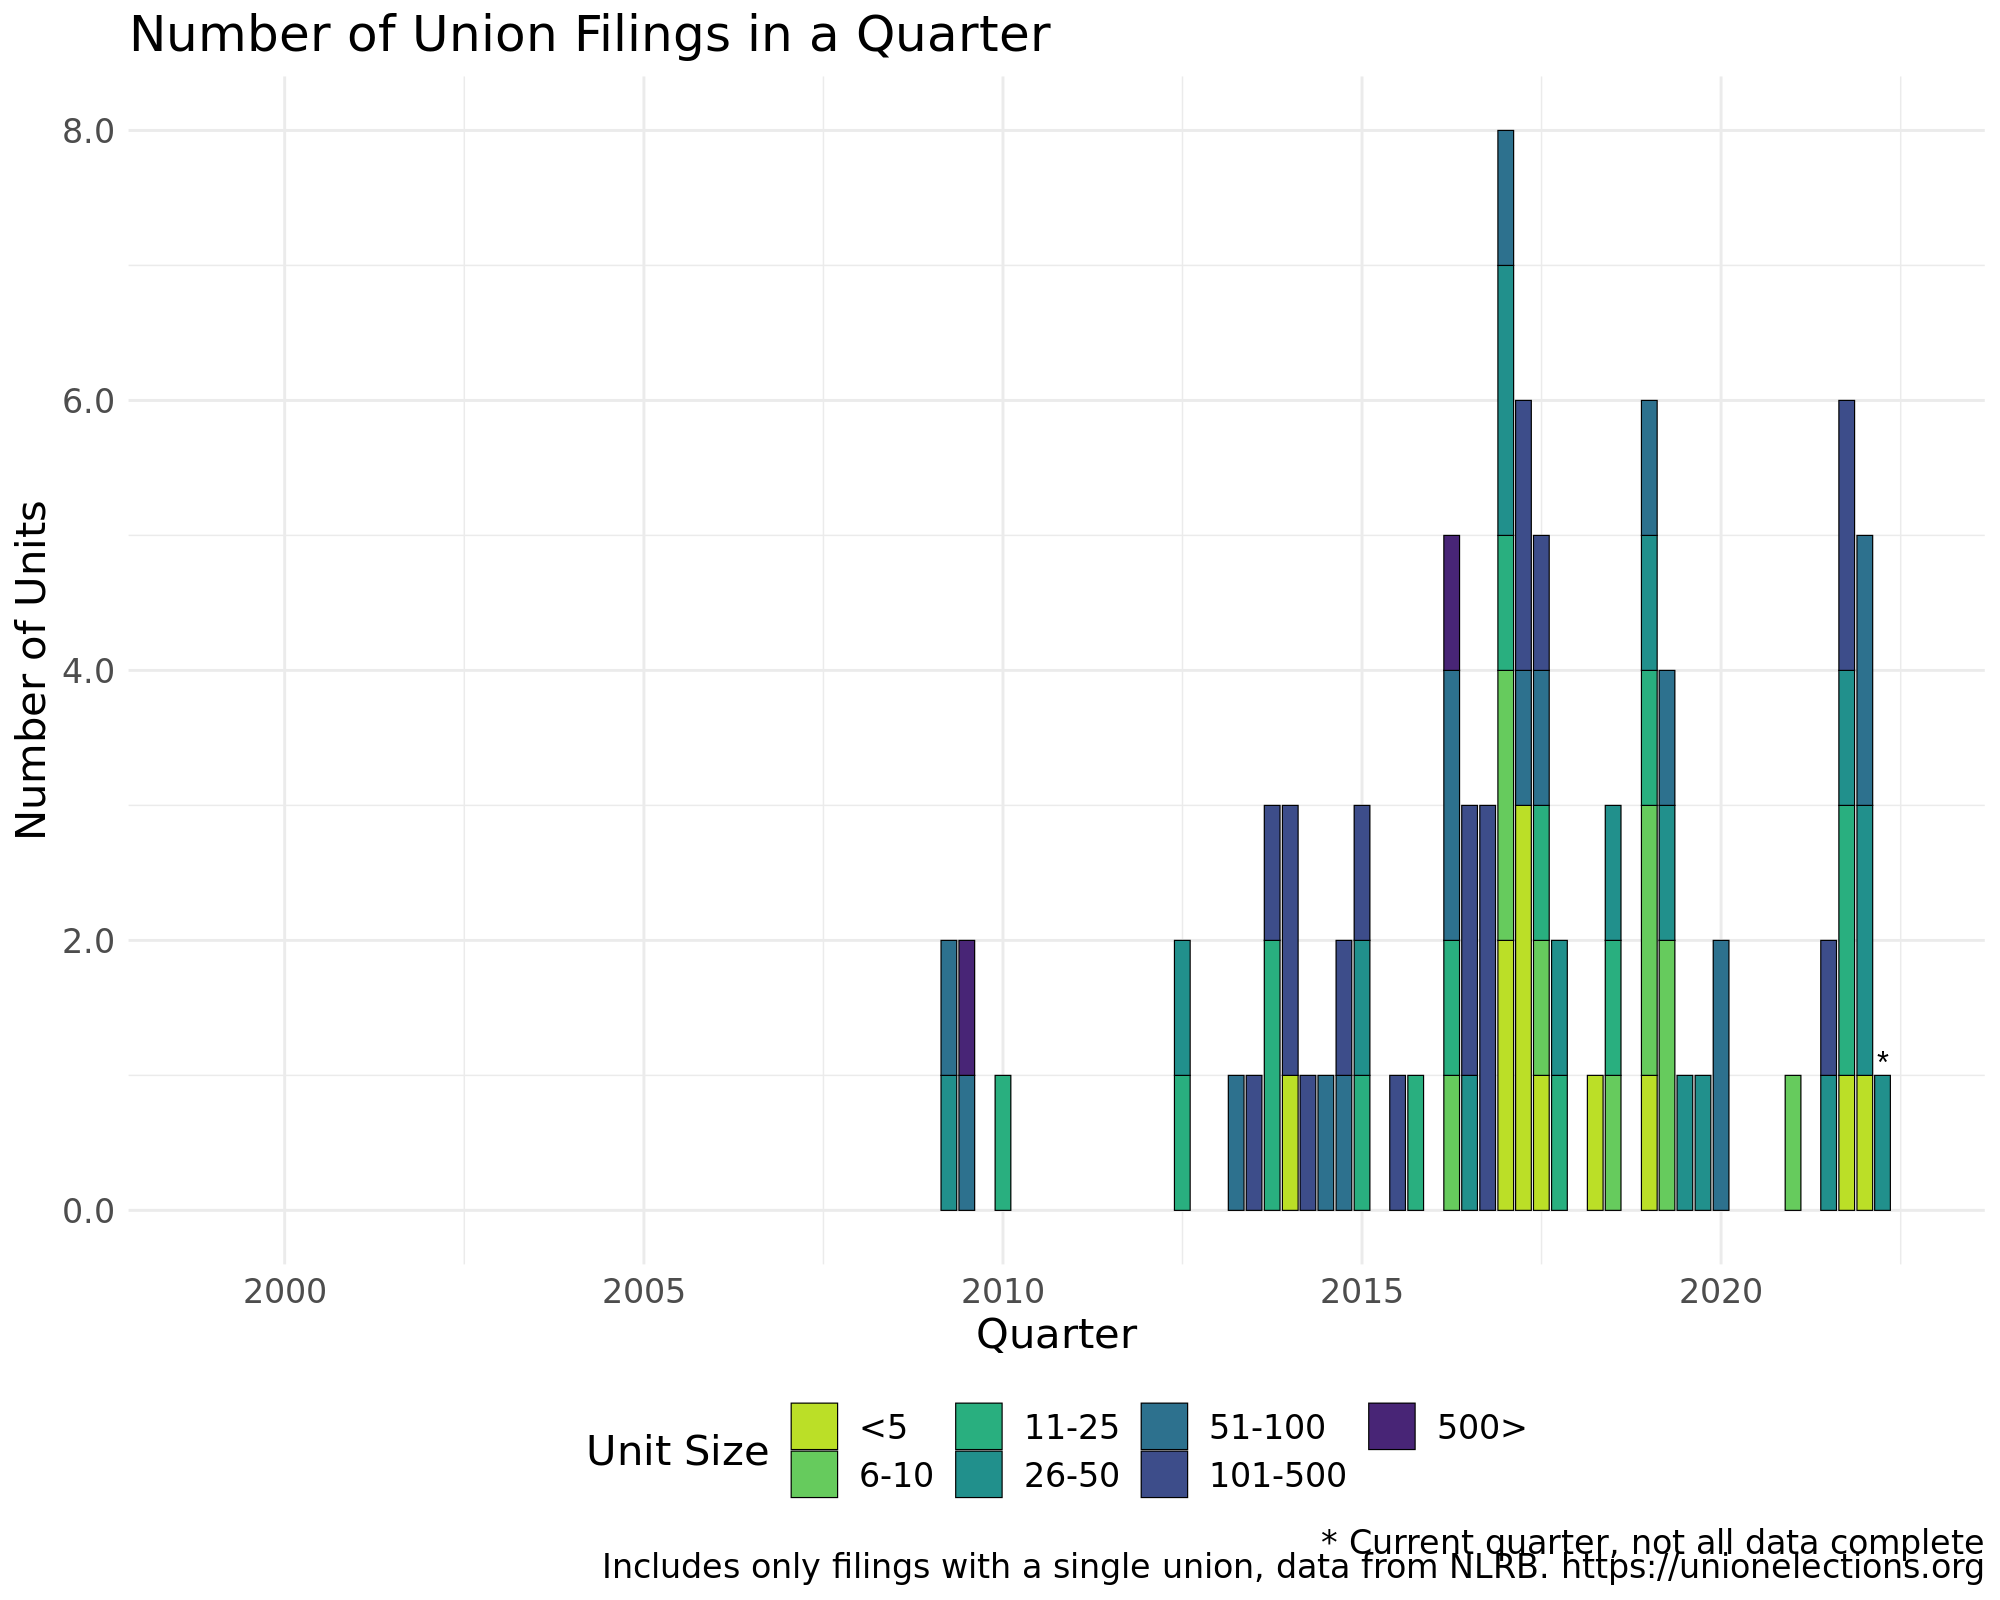 Number of Union Filings in a Quarter
Number of Units
8.0
6.0
4.0
2.0
0.0
*
2000 2005 2010 2015 2020
Quarter
Unit Size
<5 11-25 51-100 500>
6-10 26-50 101-500
* Current quarter, not all data complete
Includes only filings with a single union, data from NLRB. https://unionelections.org